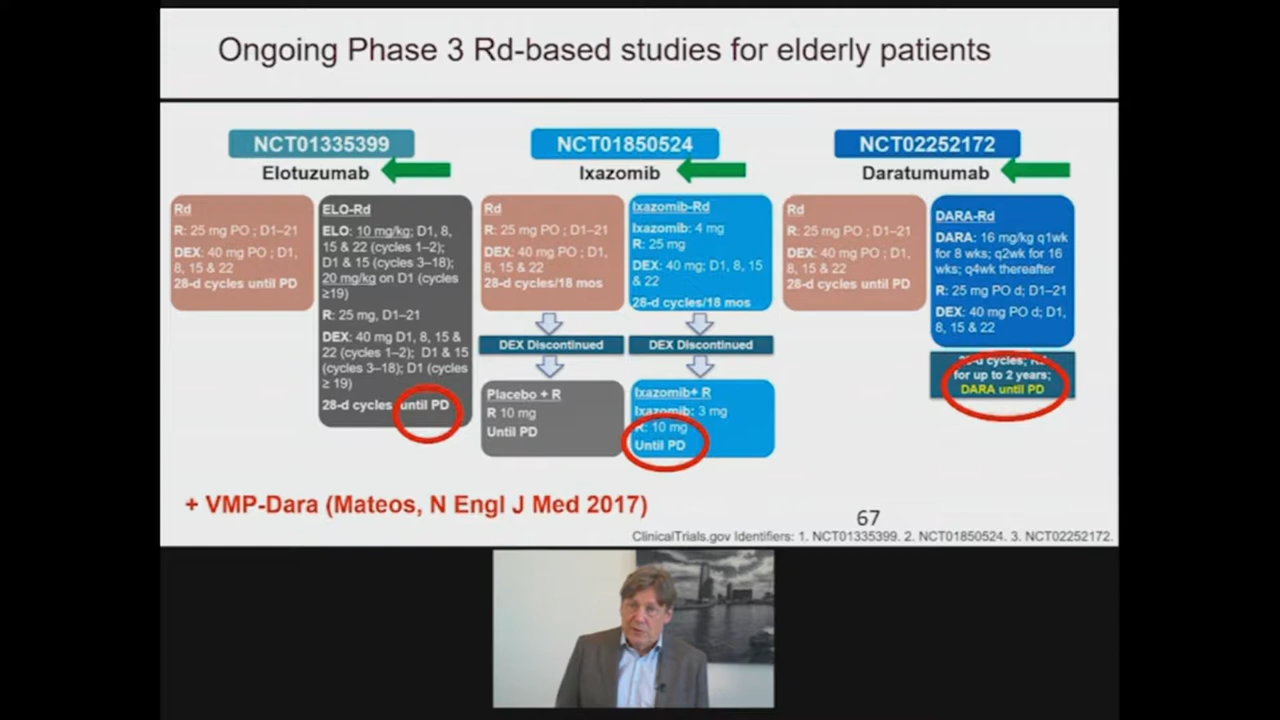 Ongoing Phase 3 Rd-based studies for elderly patients
NCT01335399
Elotuzumab
Rd
R: 25 mg PO ; D1–21
DEX: 40 mg PO ; D1,
8, 15 & 22
28-d cycles until PD
ELO-Rd
ELO: 10 mg/kg; D1, 8,
15 & 22 (cycles 1–2);
D1 & 15 (cycles 3–18);
20 mg/kg on D1 (cycles
≥19)
R: 25 mg, D1–21
DEX: 40 mg D1, 8, 15 &
22 (cycles 1–2); D1 & 15
(cycles 3–18); D1 (cycles
≥ 19)
28-d cycles until PD
NCT01850524
Ixazomib
Rd
R: 25 mg PO ; D1–21
DEX: 40 mg PO ; D1,
8, 15 & 22
28-d cycles/18 mos
DEX Discontinued
Placebo + R
R 10 mg
Until PD
Ixazomib-Rd
Ixazomib: 4 mg
R: 25 mg
DEX: 40 mg; D1, 8, 15
& 22
28-d cycles/18 mos
DEX Discontinued
Ixazomib+ R
Ixazomib: 3 mg
R: 10 mg
Until PD
NCT02252172
Daratumumab
Rd
R: 25 mg PO ; D1–21
DEX: 40 mg PO ; D1,
8, 15 & 22
28-d cycles until PD
DARA-Rd
DARA: 16 mg/kg q1wk
for 8 wks; q2wk for 16
wks; q4wk thereafter
R: 25 mg PO d; D1–21
DEX: 40 mg PO d; D1,
8, 15 & 22
cycles;
for up to 2 years;
DARA until PD
+ VMP-Dara (Mateos, N Engl J Med 2017)
67
ClinicalTrials.gov Identifiers: 1. NCT01335399. 2. NCT01850524. 3. NCT02252172.